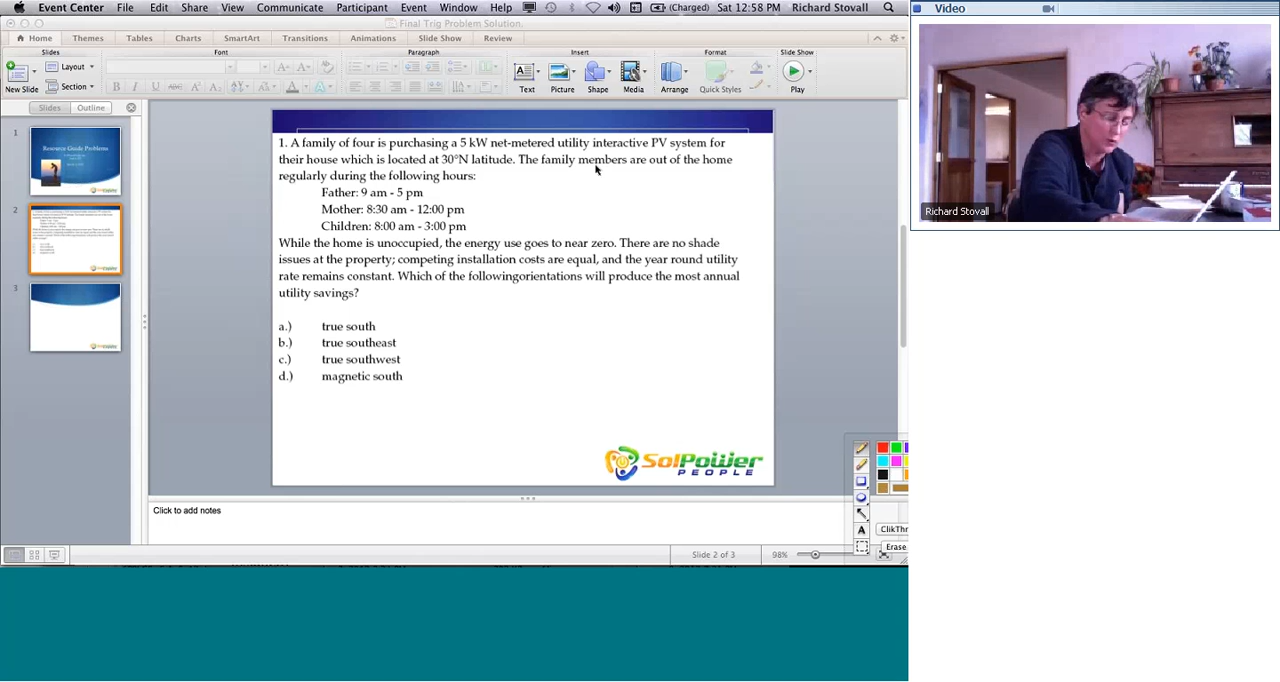 Event Center File Edit Share View Communicate Participant Event Window Help (Charged) Sat 12:58 PM Richard Stovall
Final Trig Problem Solution.
Home Themes Tables Charts SmartArt Transitions Animations Slide Show Review
Slides Font Paragraph Insert Format Slide Show
New Slide Layout Section Text Picture Shape Media Arrange Quick Styles Play
B I U ABC A A A A
Slides Outline
1
Resource Guide Problems
2
3
1. A family of four is purchasing a 5 kW net-metered utility interactive PV system for
their house which is located at 30°N latitude. The family members are out of the home
regularly during the following hours:
Father: 9 am - 5 pm
Mother: 8:30 am - 12:00 pm
Children: 8:00 am - 3:00 pm
While the home is unoccupied, the energy use goes to near zero. There are no shade
issues at the property; competing installation costs are equal, and the year round utility
rate remains constant. Which of the followingorientations will produce the most annual
utility savings?
a.) true south
b.) true southeast
c.) true southwest
d.) magnetic south
SolPower
PEOPLE
A
ClikThr
Erase
Click to add notes
Slide 2 of 3 98%
Video
Richard Stovall